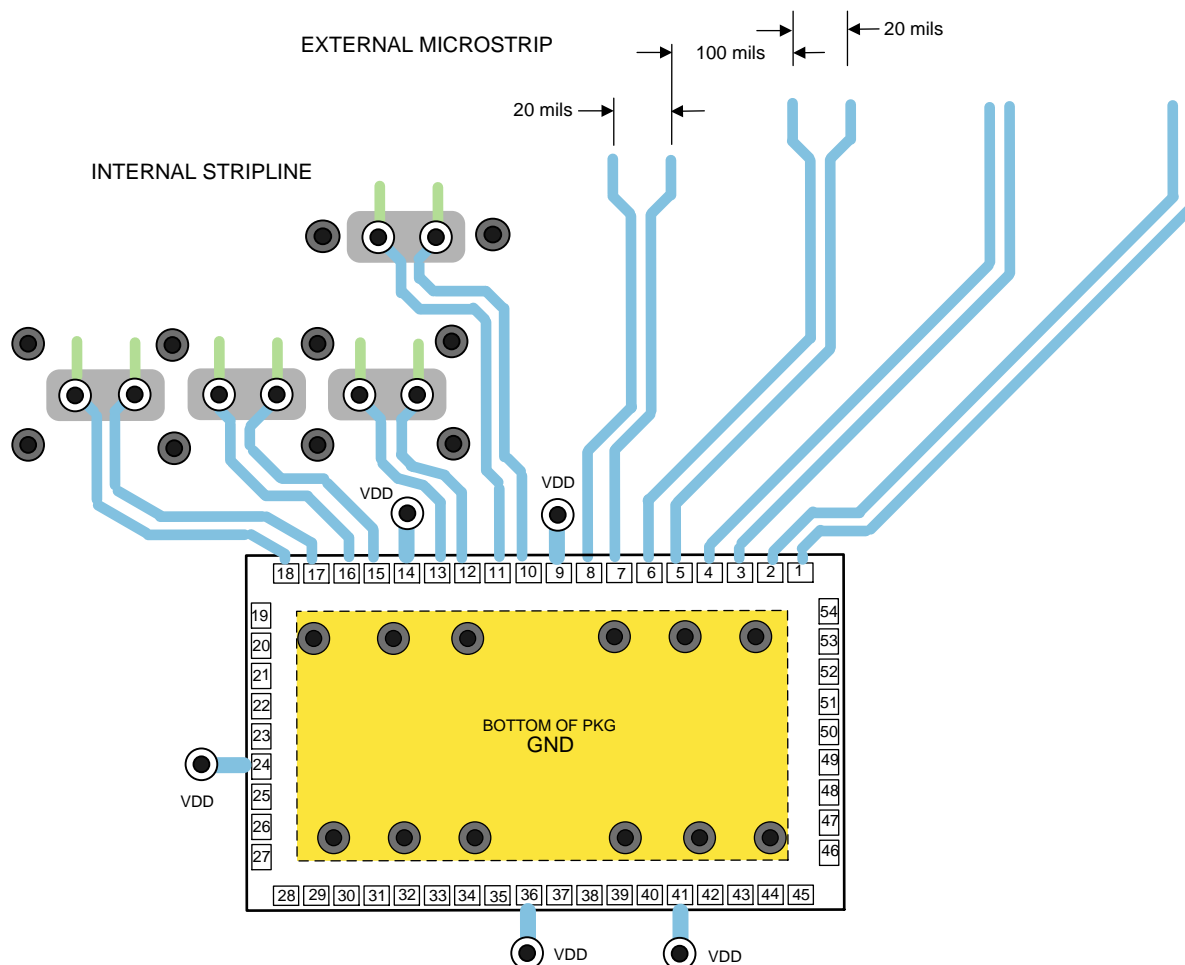 EXTERNAL MICROSTRIP
20 mils
100 mils
20 mils
INTERNAL STRIPLINE
VDD
VDD
18 17 16 15 14 13 12 11 10 9 8 7 6 5 4 3 2 1
19
20
21
22
23
24
25
26
27
54
53
52
51
50
49
48
47
46
BOTTOM OF PKG
GND
VDD
28 29 30 31 32 33 34 35 36 37 38 39 40 41 42 43 44 45
VDD
VDD